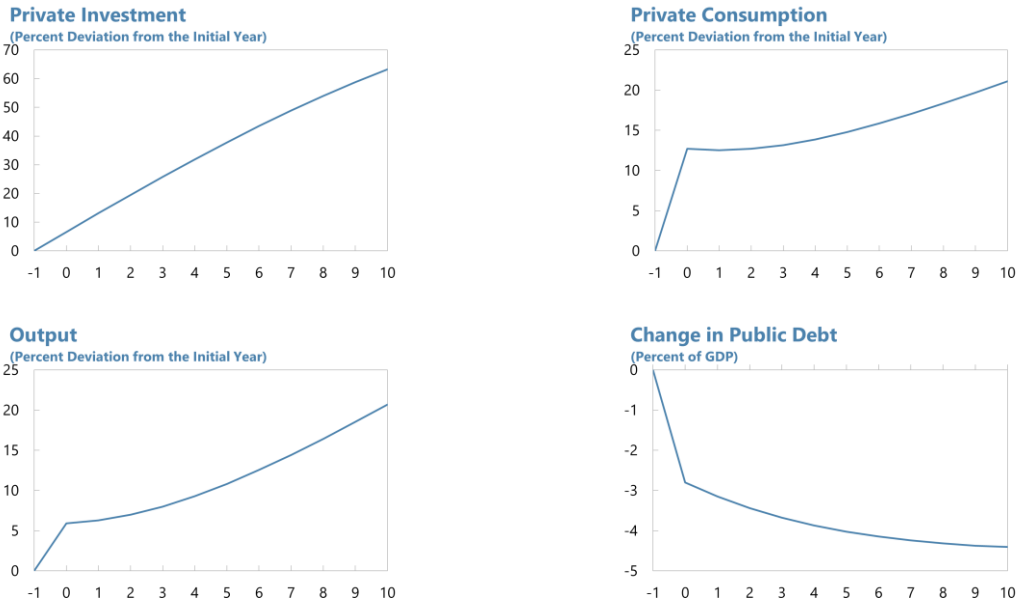 Private Investment
(Percent Deviation from the Initial Year)
70
60
50
40
30
20
10
0
-1 0 1 2 3 4 5 6 7 8 9 10
Private Consumption
(Percent Deviation from the Initial Year)
25
20
15
10
5
0
-1 0 1 2 3 4 5 6 7 8 9 10
Output
(Percent Deviation from the Initial Year)
25
20
15
10
5
0
-1 0 1 2 3 4 5 6 7 8 9 10
Change in Public Debt
(Percent of GDP)
0
-1
-2
-3
-4
-5
-1 0 1 2 3 4 5 6 7 8 9 10